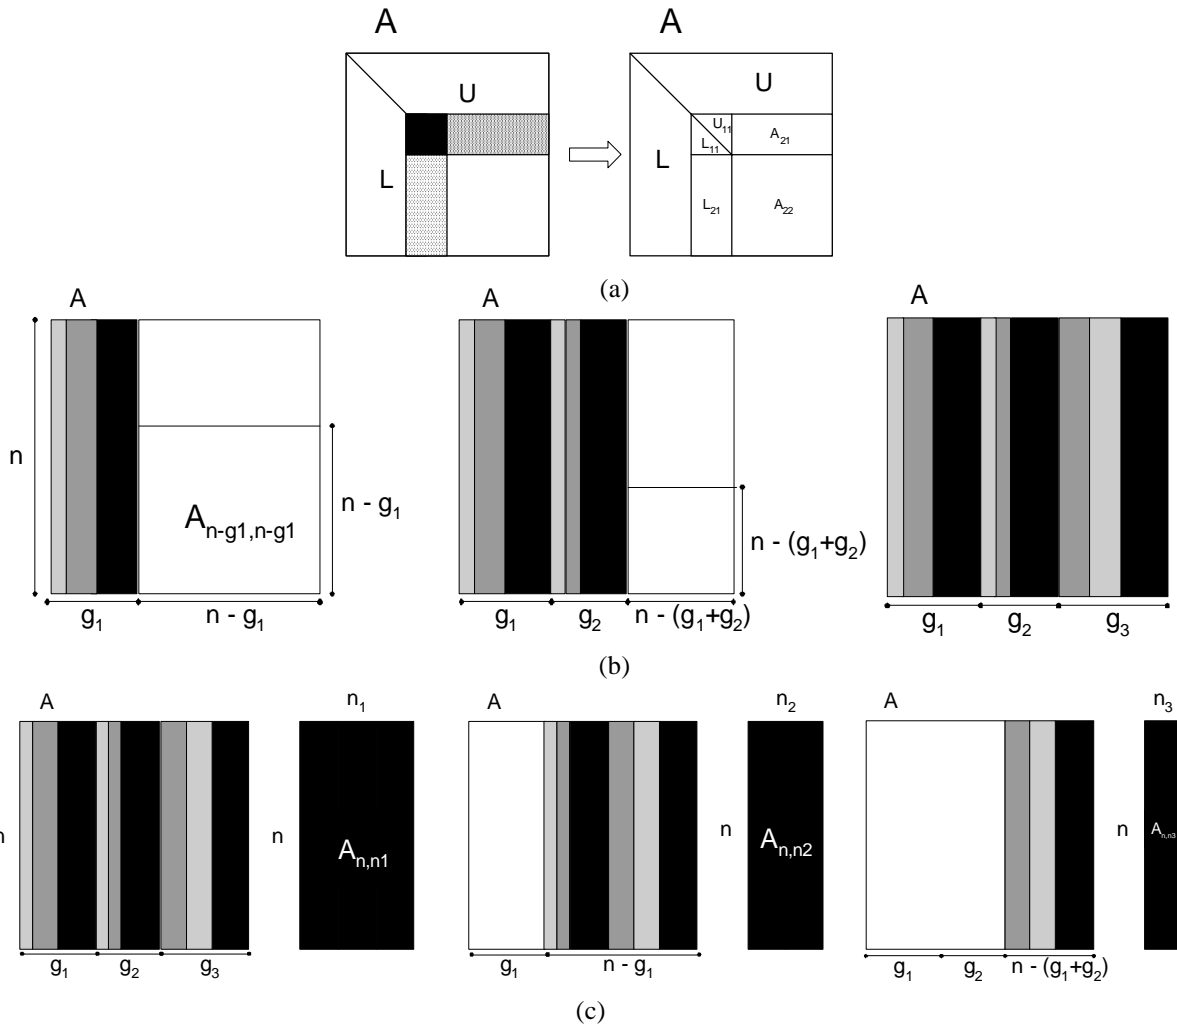 A A
U U
U11 A21
L11
L L
L21 A22
(a)
A A A
n
n - g1
An-g1,n-g1
n - (g1+g2)
g1 n - g1 g1 g2 n - (g1+g2) g1 g2 g3
(b)
A n1 A n2 A n3
n n n n
An,n1 An,n2 An,n3
g1 g2 g3 g1 n - g1 g1 g2 n - (g1+g2)
(c)